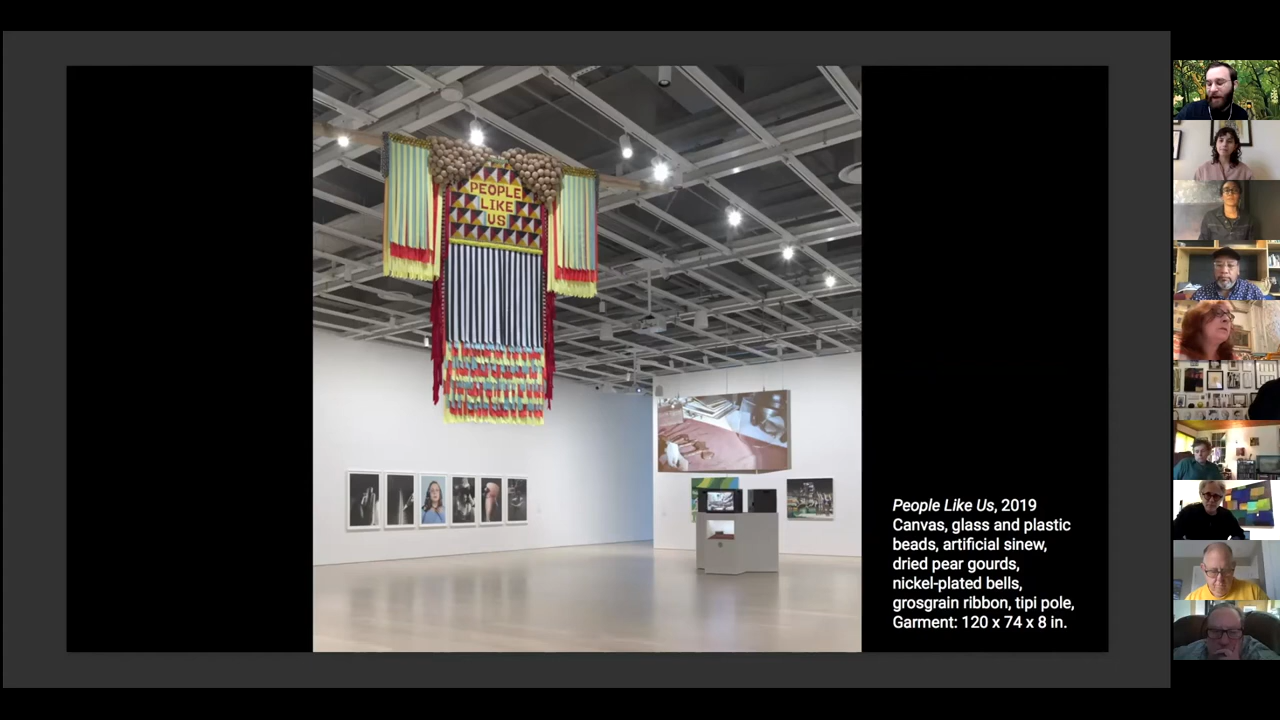 PEOPLE
LIKE
US
People Like Us, 2019
Canvas, glass and plastic
beads, artificial sinew,
dried pear gourds,
nickel-plated bells,
grosgrain ribbon, tipi pole,
Garment: 120 x 74 x 8 in.